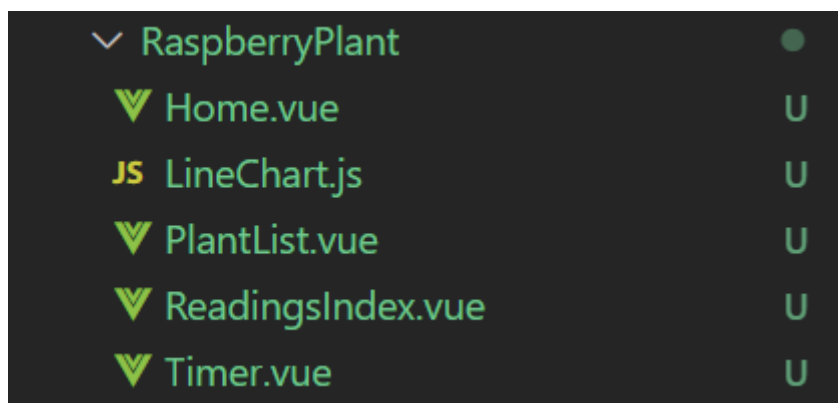 RaspberryPlant
Home.vue U
JS LineChart.js U
PlantList.vue U
ReadingsIndex.vue U
Timer.vue U